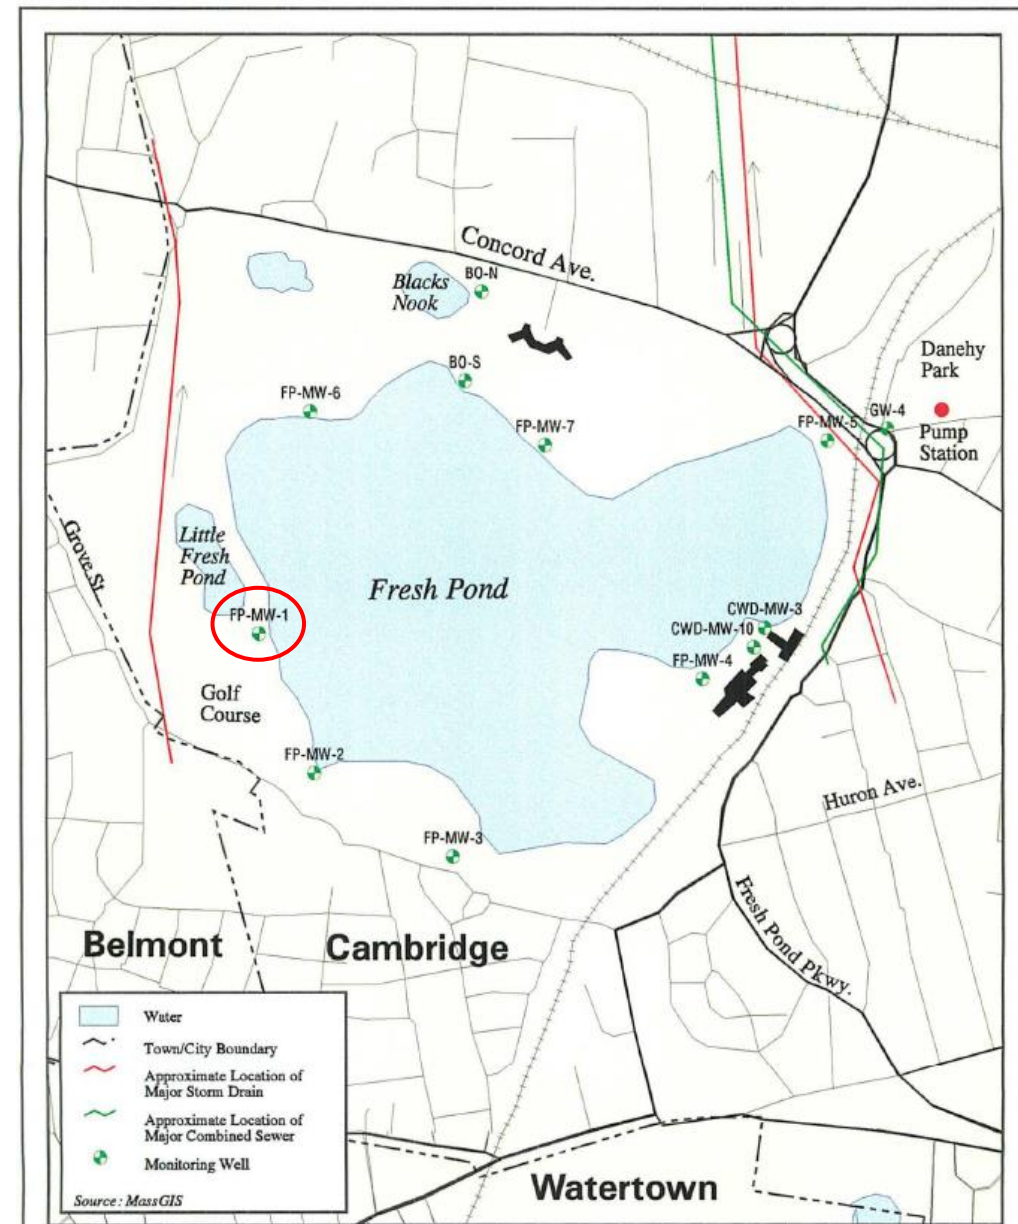 Concord Ave.
Blacks
Nook
BO-N
BO-S
FP-MW-6
FP-MW-7
Danehy
Park
GW-4
FP-MW-5
Pump
Station
Grove St.
Little
Fresh
Pond
Fresh Pond
FP-MW-1
CWD-MW-3
CWD-MW-10
FP-MW-4
Golf
Course
FP-MW-2
Huron Ave.
FP-MW-3
Fresh Pond Pkwy.
Belmont
Cambridge
Water
Town/City Boundary
Approximate Location of
Major Storm Drain
Approximate Location of
Major Combined Sewer
Monitoring Well
Source: MassGIS
Watertown